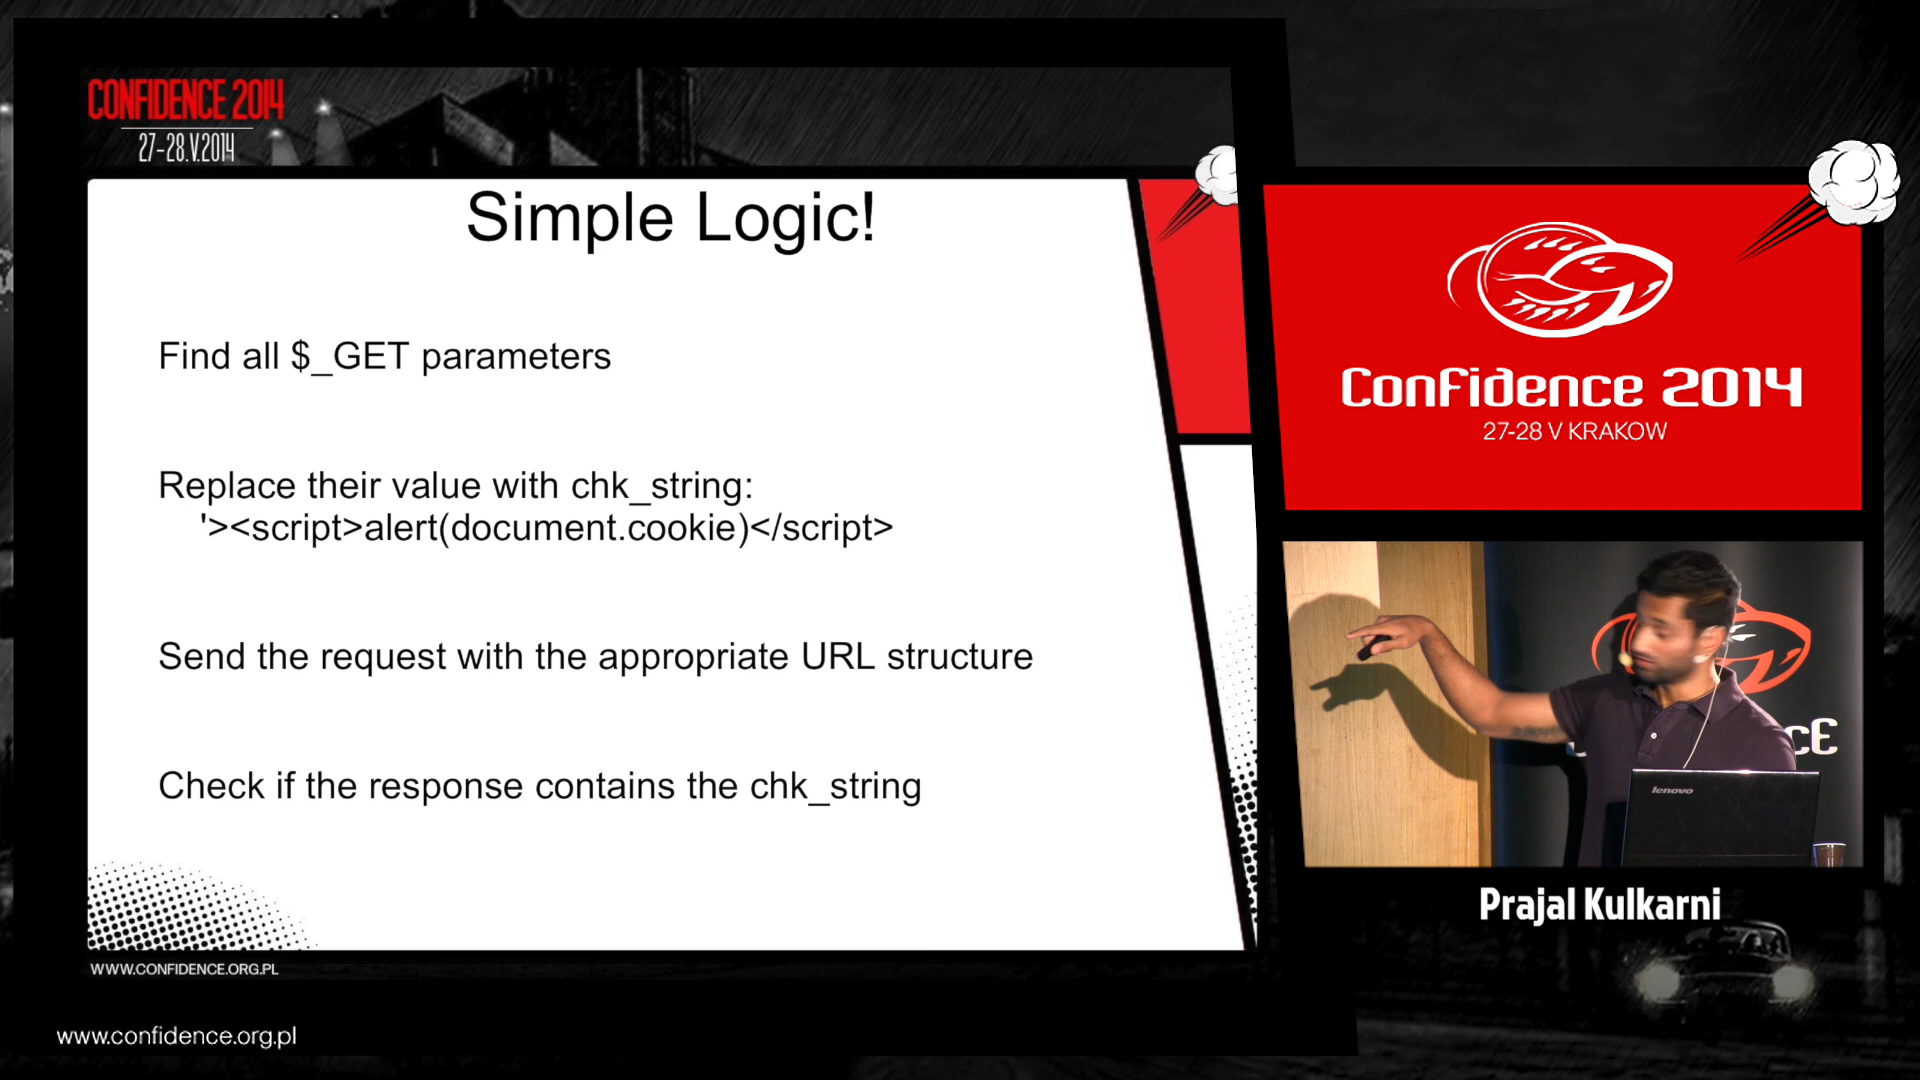 CONFIDENCE 2014
27-28.V.2014
Simple Logic!
Find all $_GET parameters
Replace their value with chk_string:
'><script>alert(document.cookie)</script>
Send the request with the appropriate URL structure
Check if the response contains the chk_string
WWW.CONFIDENCE.ORG.PL
www.confidence.org.pl
Confidence 2014
27-28 V KRAKOW
lenovo
Prajal Kulkarni